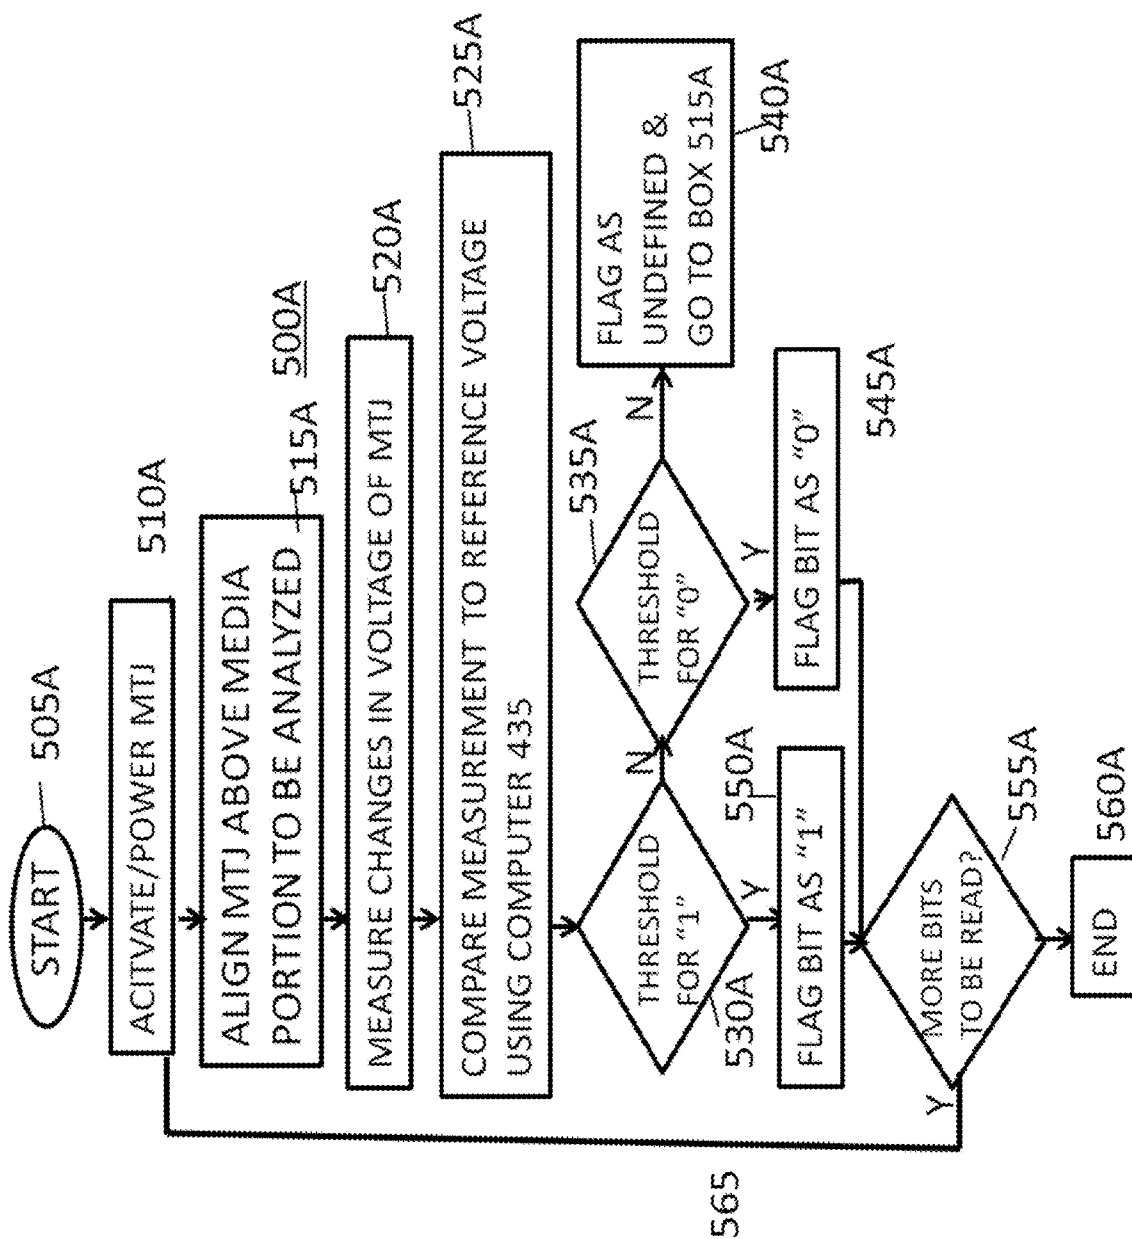 START
505A
ACITVATE/POWER MTJ
510A
ALIGN MTJ ABOVE MEDIA
PORTION TO BE ANALYZED
515A
500A
MEASURE CHANGES IN VOLTAGE OF MTJ
520A
COMPARE MEASUREMENT TO REFERENCE VOLTAGE
USING COMPUTER 435
525A
THRESHOLD
FOR “1”
530A
N
Y
THRESHOLD
FOR “0”
535A
N
Y
FLAG AS
UNDEFINED &
GO TO BOX 515A
540A
FLAG BIT AS “1”
550A
FLAG BIT AS “0”
545A
MORE BITS
TO BE READ?
555A
Y
565
END
560A